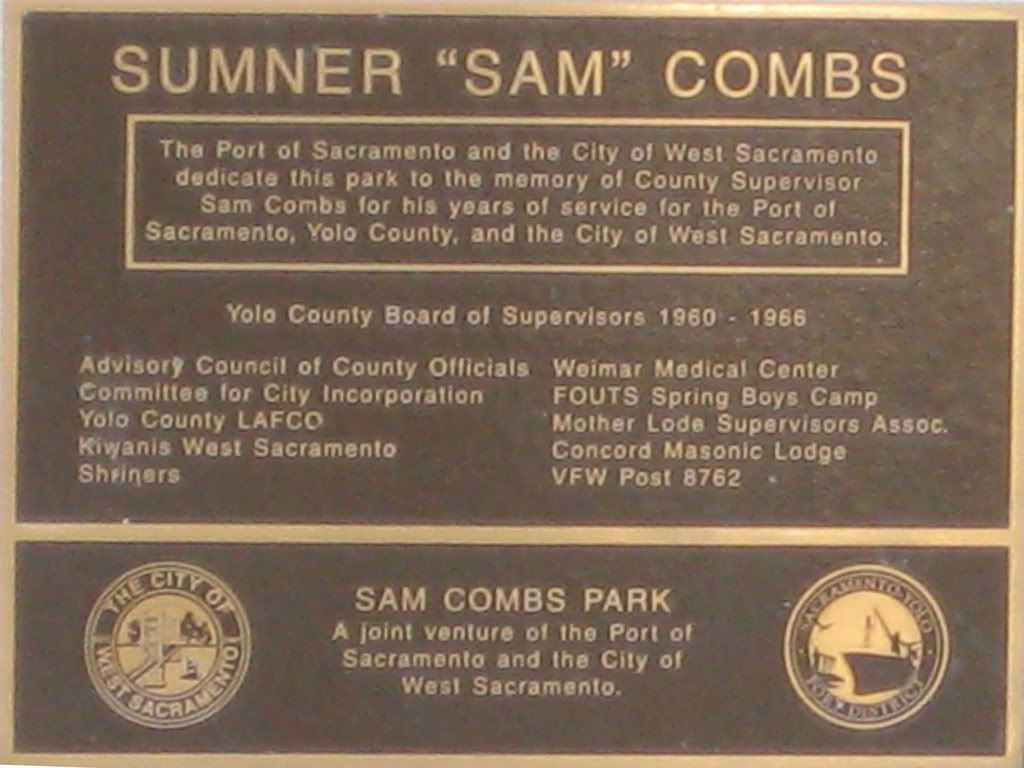 SUMNER “SAM” COMBS
The Port of Sacramento and the City of West Sacramento
dedicate this park to the memory of County Supervisor
Sam Combs for his years of service for the Port of
Sacramento, Yolo County, and the City of West Sacramento.
Yolo County Board of Supervisors 1960 - 1966
Advisory Council of County Officials
Committee for City Incorporation
Yolo County LAFCO
Kiwanis West Sacramento
Shriners
Weimar Medical Center
FOUTS Spring Boys Camp
Mother Lode Supervisors Assoc.
Concord Masonic Lodge
VFW Post 8762
THE CITY OF
WEST SACRAMENTO
SAM COMBS PARK
A joint venture of the Port of
Sacramento and the City of
West Sacramento.
SACRAMENTO-YOLO
PORT DISTRICT